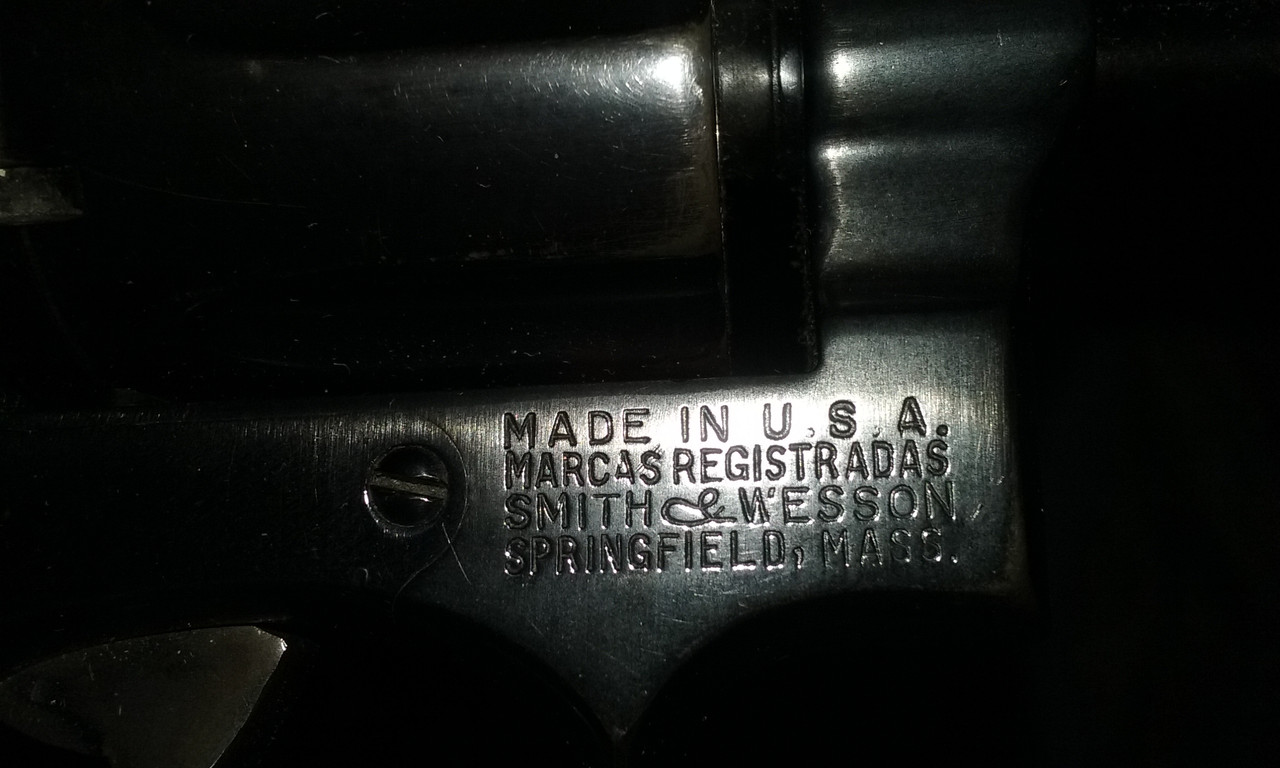 MADE IN U.S.A.
MARCAS REGISTRADAS
SMITH & WESSON
SPRINGFIELD, MASS.